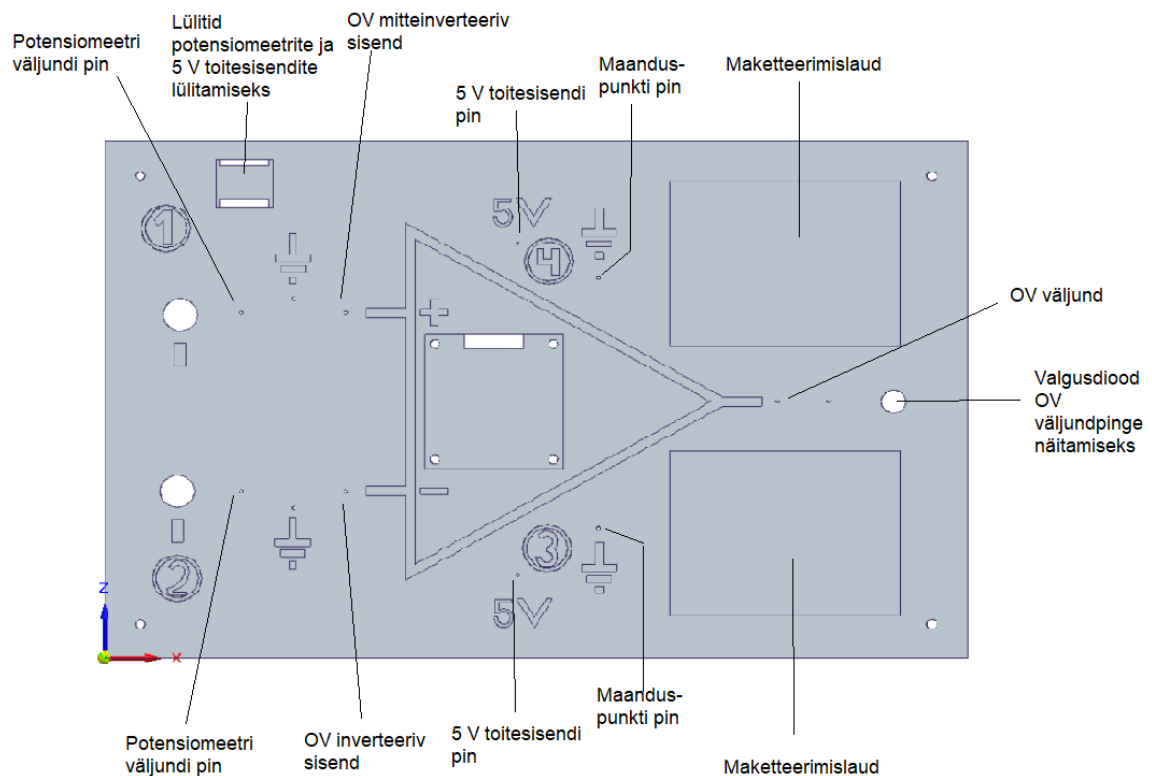 Potensiomeetri
väljundi pin
Lülitid
potensiomeetrite ja
5 V toitesisendite
lülitamiseks
OV mitteinverteeriv
sisend
5 V toitesisendi
pin
Maandus-
punkti pin
Maketteerimislaud
1
5V
4
+
OV väljund
Valgusdiood
OV
väljundpinge
näitamiseks
-
2
3
5V
Z
X
Potensiomeetri
väljundi pin
OV inverteeriv
sisend
5 V toitesisendi
pin
Maandus-
punkti pin
Maketteerimislaud